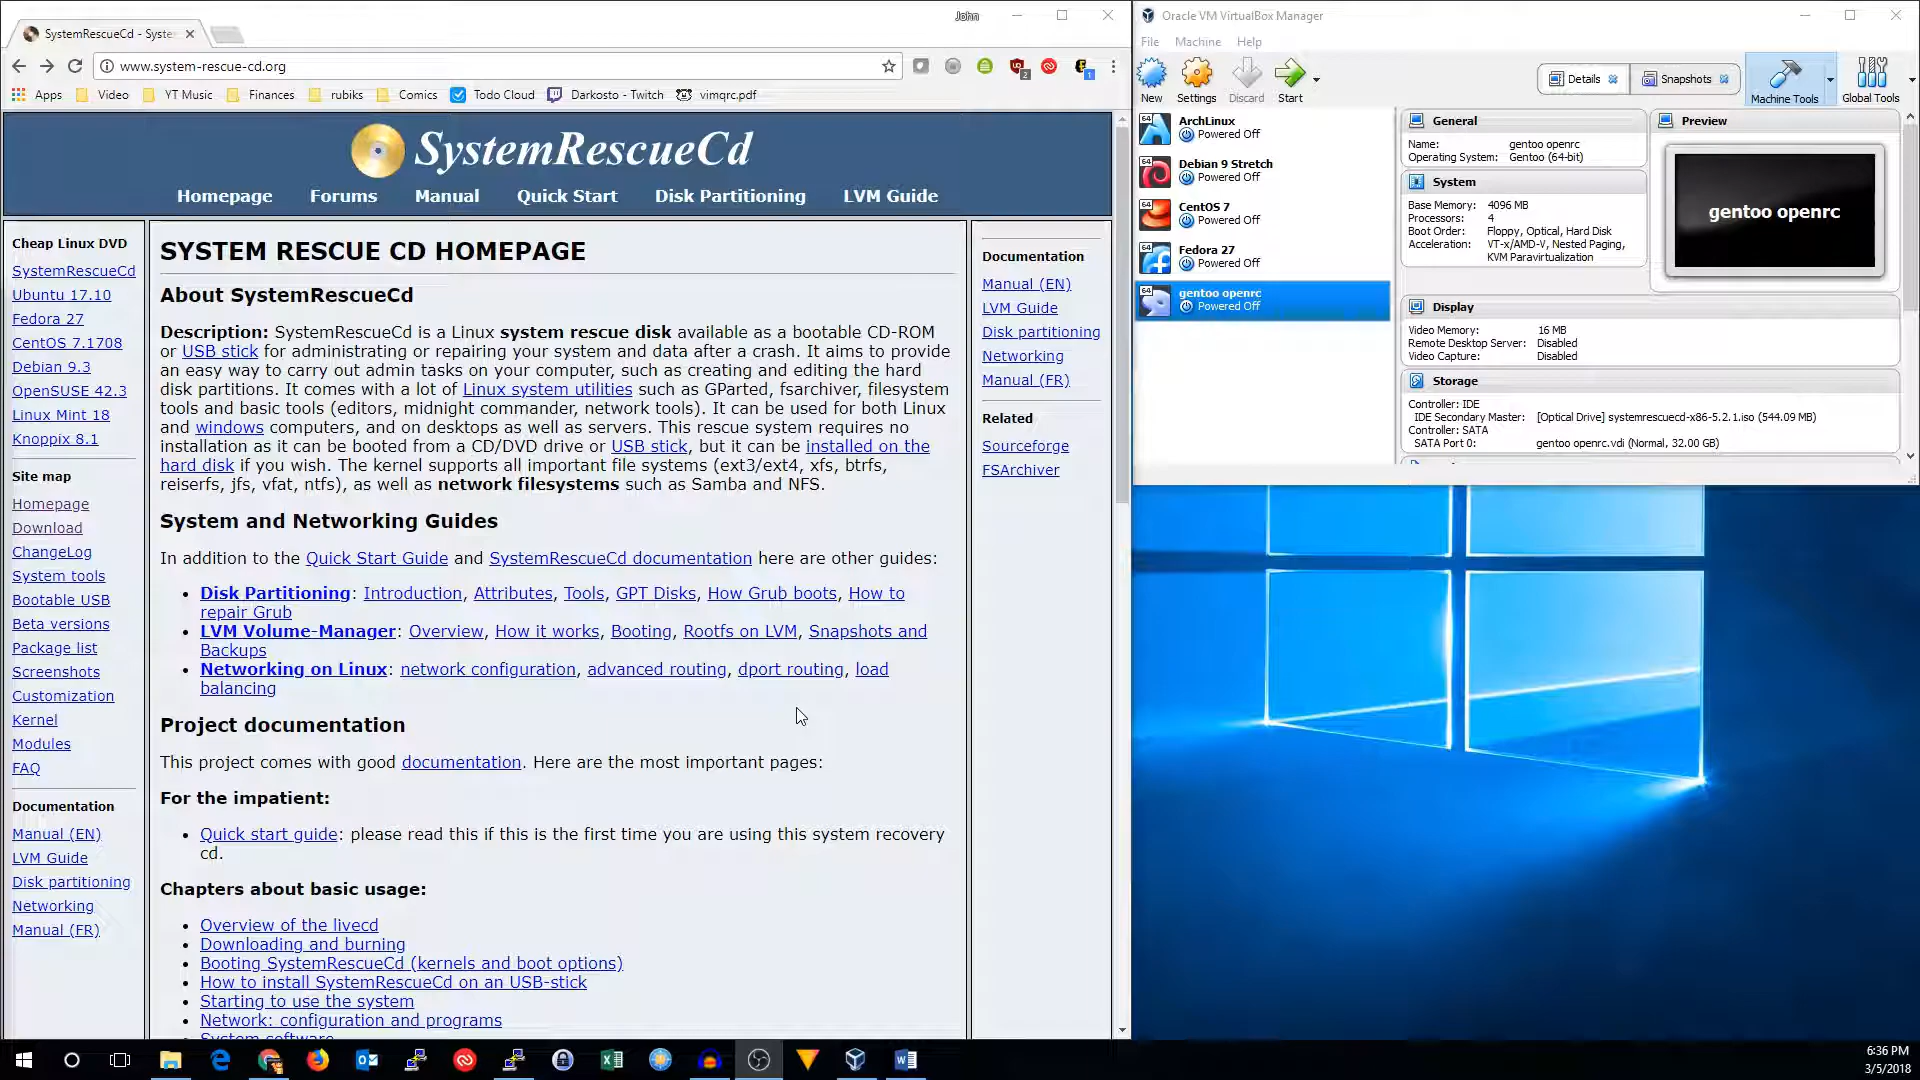 John
SystemRescueCd - Syste
www.system-rescue-cd.org
2
1
Apps
Video
YT Music
Finances
rubiks
Comics
Todo Cloud
Darkosto - Twitch
vimqrc.pdf
SystemRescueCd
Homepage
Forums
Manual
Quick Start
Disk Partitioning
LVM Guide
Cheap Linux DVD
SystemRescueCd
Ubuntu 17.10
Fedora 27
CentOS 7.1708
Debian 9.3
OpenSUSE 42.3
Linux Mint 18
Knoppix 8.1
Site map
Homepage
Download
ChangeLog
System tools
Bootable USB
Beta versions
Package list
Screenshots
Customization
Kernel
Modules
FAQ
Documentation
Manual (EN)
LVM Guide
Disk partitioning
Networking
Manual (FR)
SYSTEM RESCUE CD HOMEPAGE
About SystemRescueCd
Description: SystemRescueCd is a Linux system rescue disk available as a bootable CD-ROM
or USB stick for administrating or repairing your system and data after a crash. It aims to provide
an easy way to carry out admin tasks on your computer, such as creating and editing the hard
disk partitions. It comes with a lot of Linux system utilities such as GParted, fsarchiver, filesystem
tools and basic tools (editors, midnight commander, network tools). It can be used for both Linux
and windows computers, and on desktops as well as servers. This rescue system requires no
installation as it can be booted from a CD/DVD drive or USB stick, but it can be installed on the
hard disk if you wish. The kernel supports all important file systems (ext3/ext4, xfs, btrfs,
reiserfs, jfs, vfat, ntfs), as well as network filesystems such as Samba and NFS.
System and Networking Guides
In addition to the Quick Start Guide and SystemRescueCd documentation here are other guides:
• Disk Partitioning: Introduction, Attributes, Tools, GPT Disks, How Grub boots, How to
repair Grub
• LVM Volume-Manager: Overview, How it works, Booting, Rootfs on LVM, Snapshots and
Backups
• Networking on Linux: network configuration, advanced routing, dport routing, load
balancing
Project documentation
This project comes with good documentation. Here are the most important pages:
For the impatient:
• Quick start guide: please read this if this is the first time you are using this system recovery
cd.
Chapters about basic usage:
• Overview of the livecd
• Downloading and burning
• Booting SystemRescueCd (kernels and boot options)
• How to install SystemRescueCd on an USB-stick
• Starting to use the system
• Network: configuration and programs
• System software
Documentation
Manual (EN)
LVM Guide
Disk partitioning
Networking
Manual (FR)
Related
Sourceforge
FSArchiver
Oracle VM VirtualBox Manager
File
Machine
Help
New
Settings
Discard
Start
Details
Snapshots
Machine Tools
Global Tools
64
ArchLinux
Powered Off
64
Debian 9 Stretch
Powered Off
64
CentOS 7
Powered Off
64
Fedora 27
Powered Off
64
gentoo openrc
Powered Off
General
Name: gentoo openrc
Operating System: Gentoo (64-bit)
System
Base Memory: 4096 MB
Processors: 4
Boot Order: Floppy, Optical, Hard Disk
Acceleration: VT-x/AMD-V, Nested Paging,
KVM Paravirtualization
Preview
gentoo openrc
Display
Video Memory: 16 MB
Remote Desktop Server: Disabled
Video Capture: Disabled
Storage
Controller: IDE
IDE Secondary Master: [Optical Drive] systemrescuecd-x86-5.2.1.iso (544.09 MB)
Controller: SATA
SATA Port 0: gentoo openrc.vdi (Normal, 32.00 GB)
6:36 PM
3/5/2018